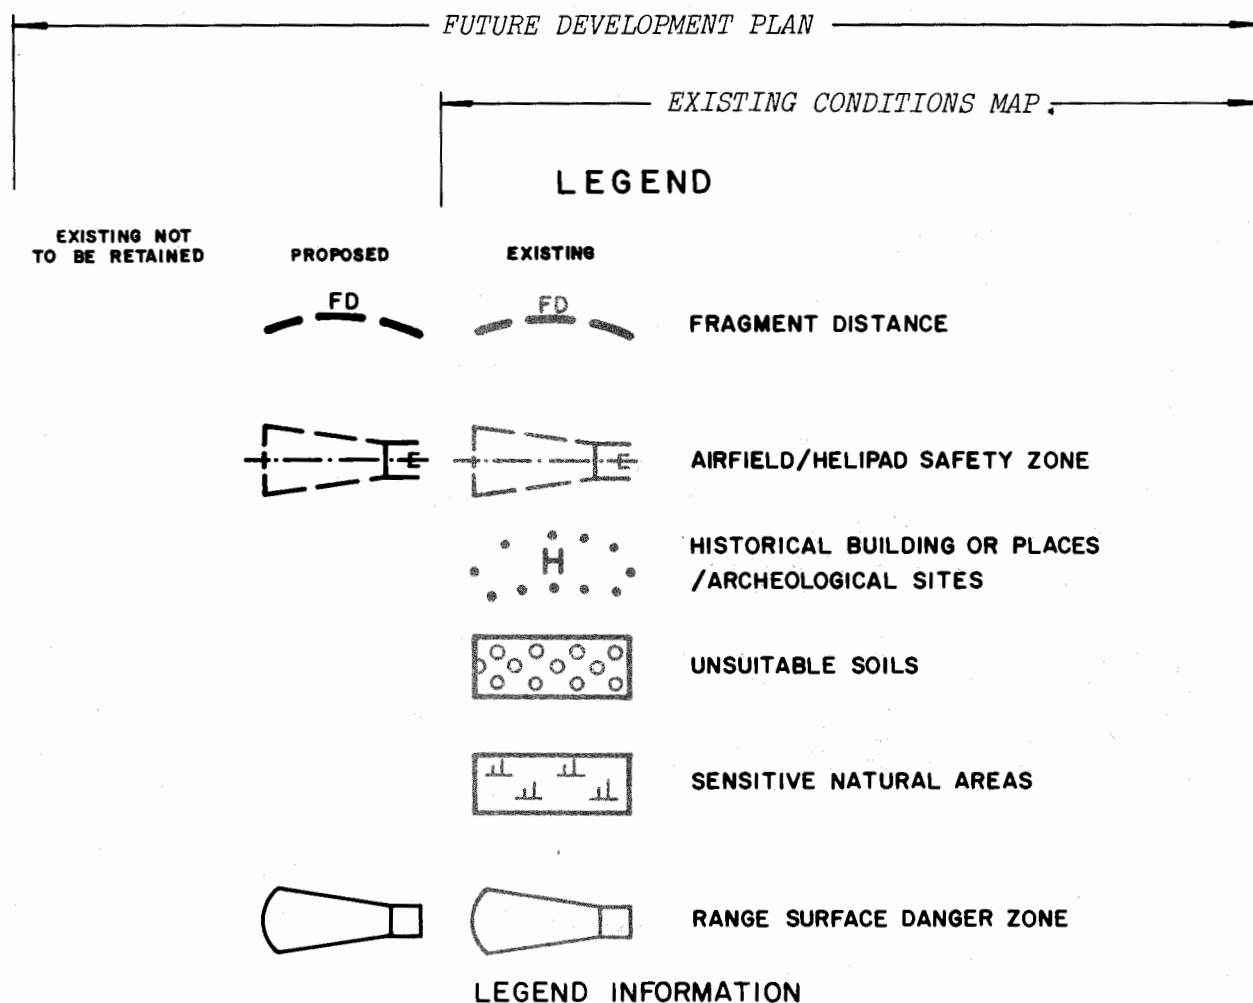 FUTURE DEVELOPMENT PLAN
EXISTING CONDITIONS MAP.
LEGEND
EXISTING NOT
TO BE RETAINED
PROPOSED
EXISTING
FD
FD
FRAGMENT DISTANCE
E
E
AIRFIELD/HELIPAD SAFETY ZONE
H
HISTORICAL BUILDING OR PLACES
/ARCHEOLOGICAL SITES
UNSUITABLE SOILS
SENSITIVE NATURAL AREAS
RANGE SURFACE DANGER ZONE
LEGEND INFORMATION